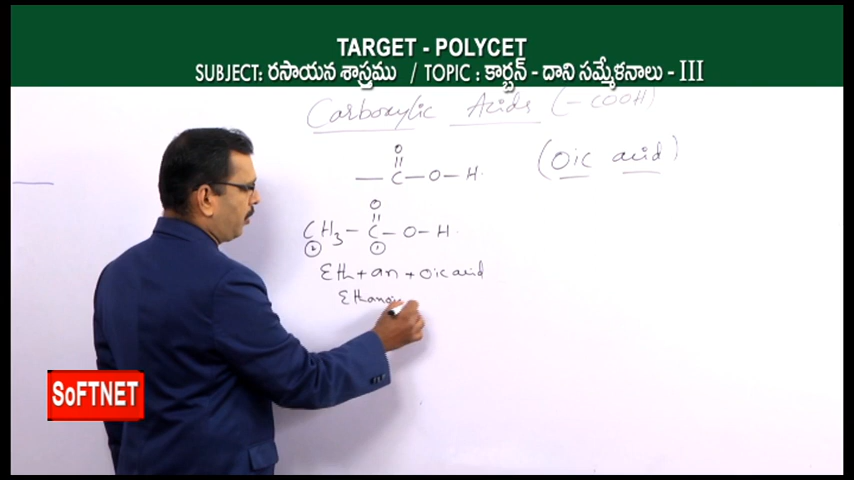 TARGET - POLYCET
SUBJECT: రసాయన శాస్త్రము / TOPIC : కార్బన్ - దాని సమ్మేళనాలు - III
Carboxylic Acids (-COOH)
(Oic acid)
O
||
— C — O — H
O
||
CH3 — C — O — H
2 1
Eth + an + Oic acid
Ethanoi
SoFTNET